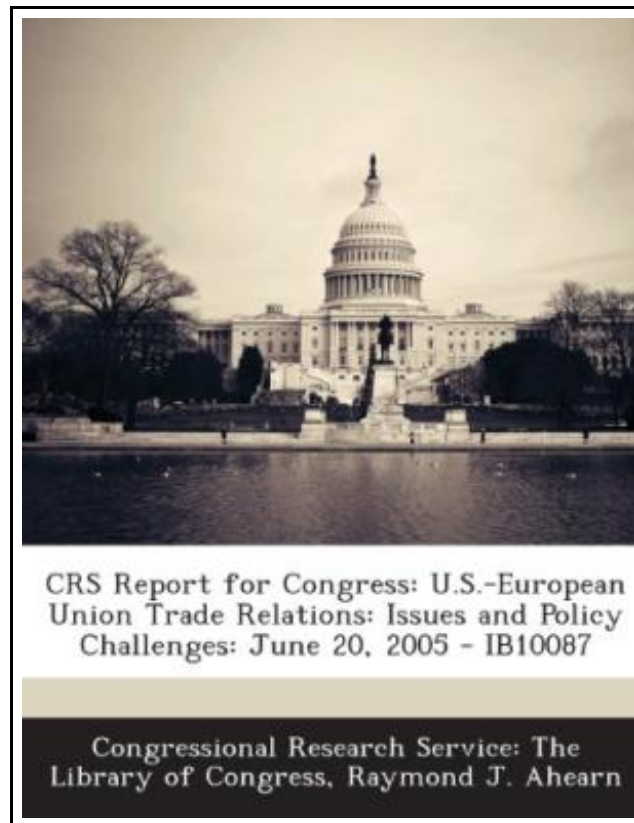 CRS Report for Congress: U.S.-European
Union Trade Relations: Issues and Policy
Challenges: June 20, 2005 - IB10087
Congressional Research Service: The
Library of Congress, Raymond J. Ahearn